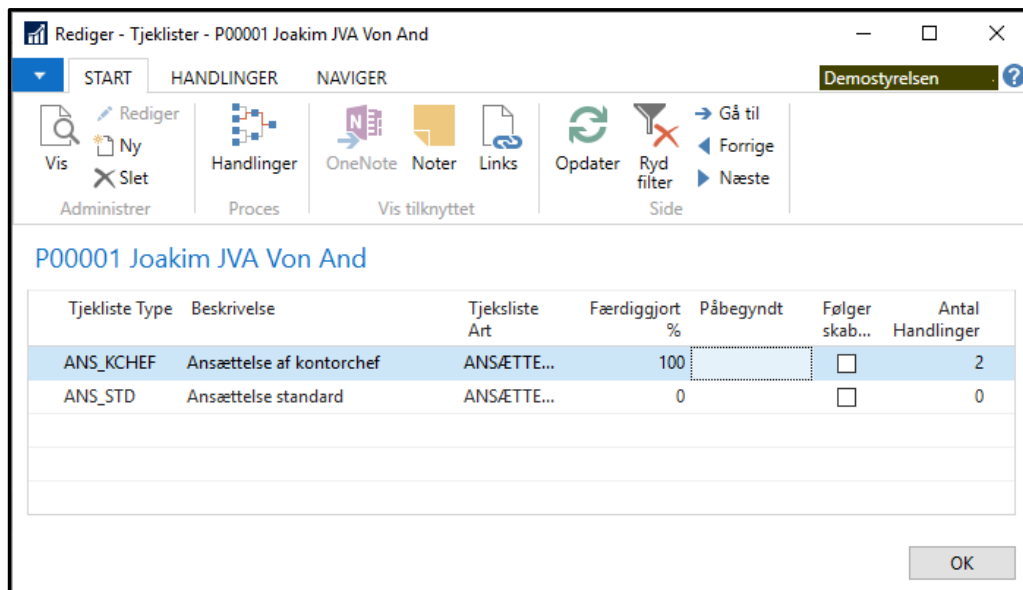 Rediger - Tjeklister - P00001 Joakim JVA Von And
START HANDLINGER NAVIGER Demostyrelsen
Vis
Rediger
Ny
Slet
Administrer
Handlinger
Proces
OneNote Noter Links
Vis tilknyttet
Opdater Ryd filter
Gå til
Forrige
Næste
Side
P00001 Joakim JVA Von And
Tjekliste Type Beskrivelse Tjeksliste Art Færdiggjort % Påbegyndt Følger skab... Antal Handlinger
ANS_KCHEF Ansættelse af kontorchef ANSÆTTE... 100 2
ANS_STD Ansættelse standard ANSÆTTE... 0 0
OK